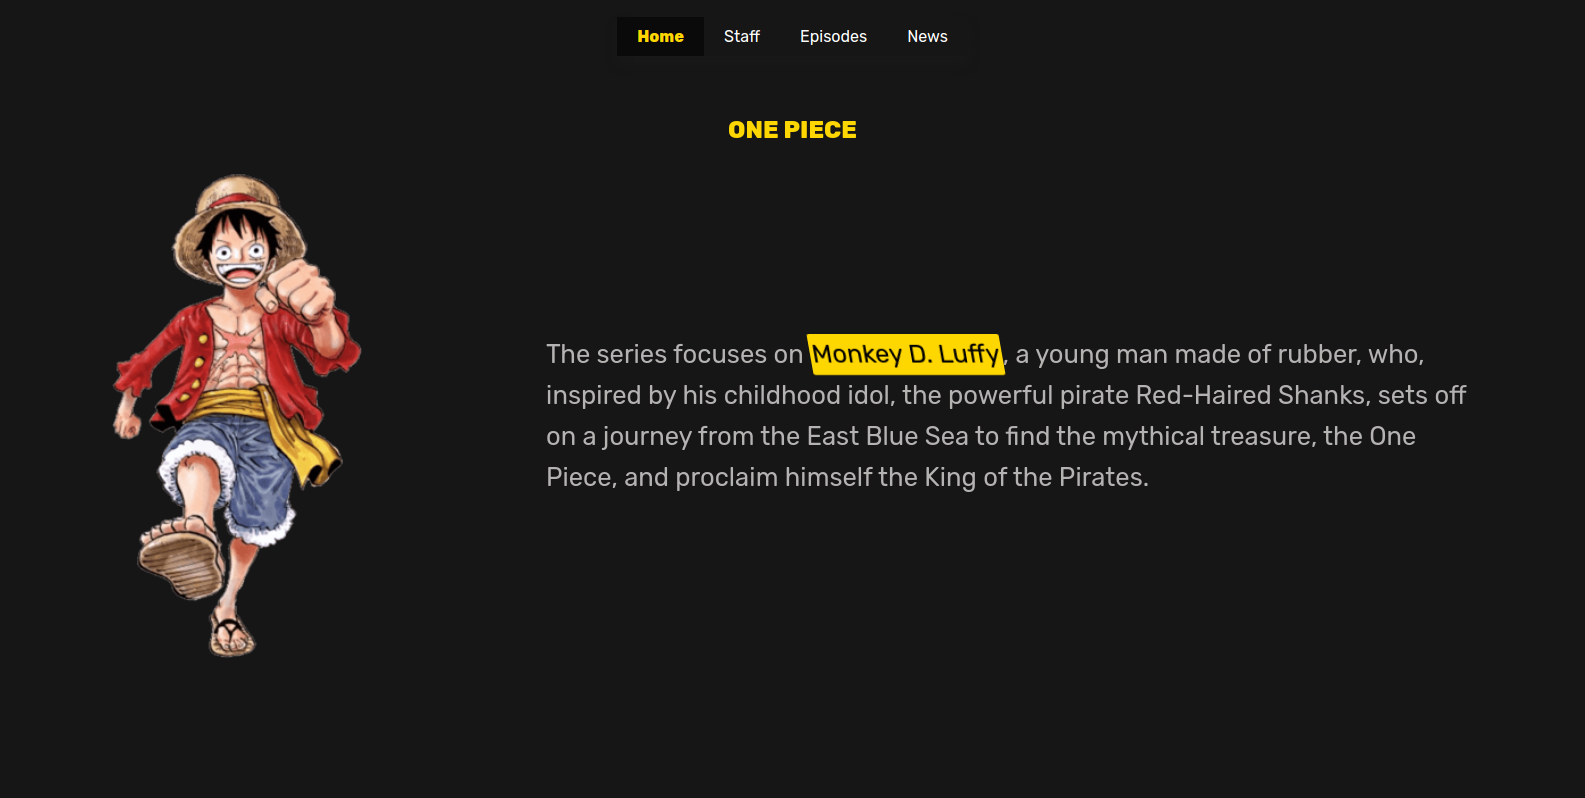 Home Staff Episodes News
ONE PIECE
The series focuses on Monkey D. Luffy, a young man made of rubber, who,
inspired by his childhood idol, the powerful pirate Red-Haired Shanks, sets off
on a journey from the East Blue Sea to find the mythical treasure, the One
Piece, and proclaim himself the King of the Pirates.